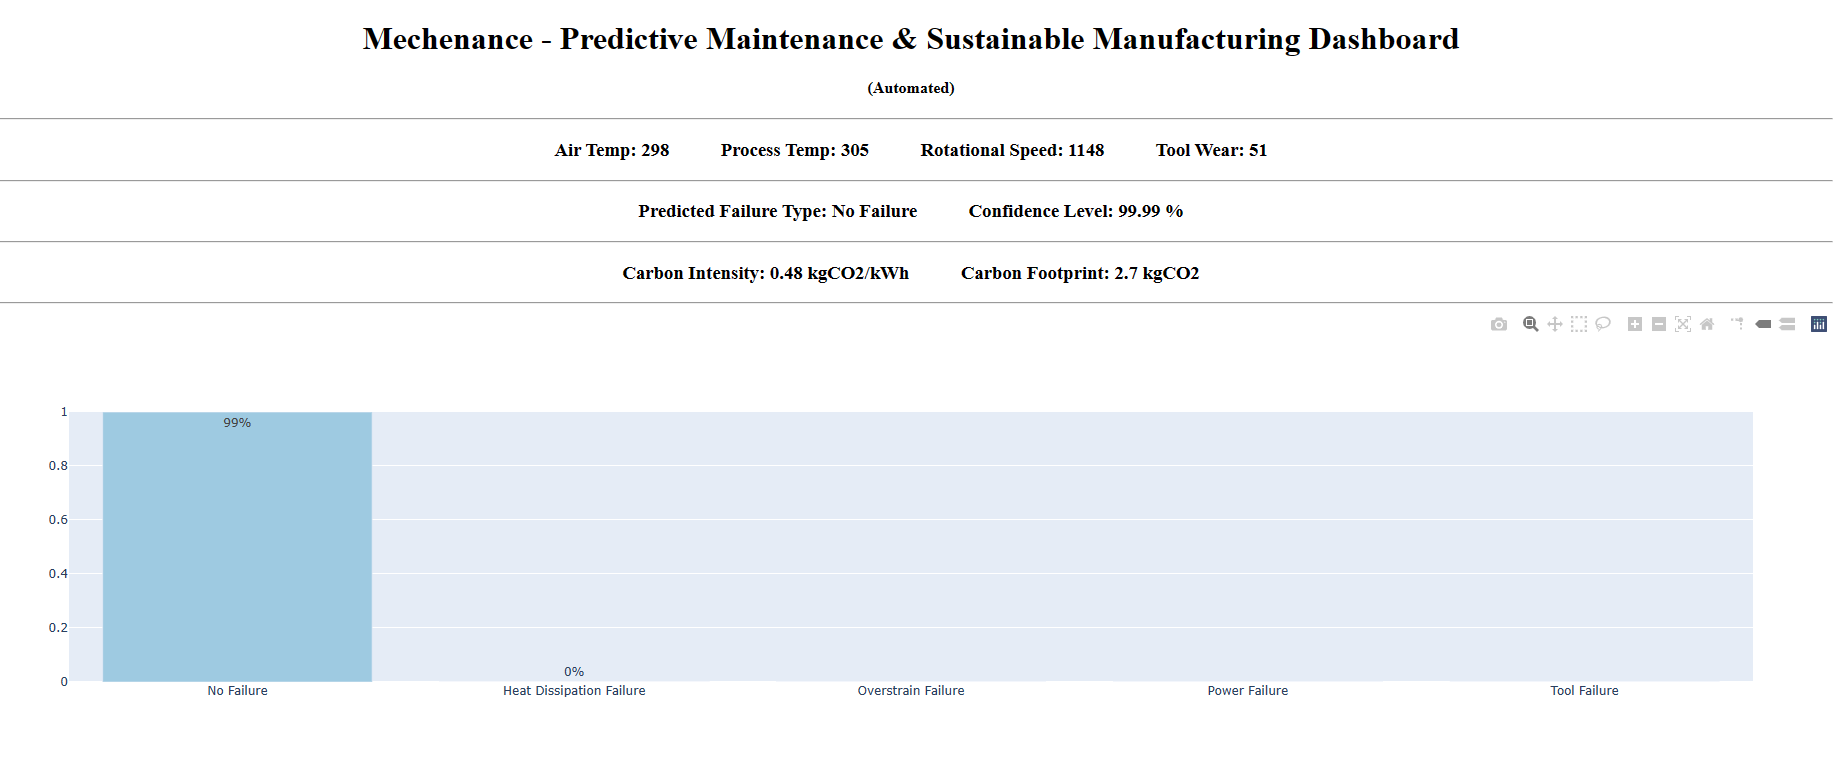 Mechenance - Predictive Maintenance & Sustainable Manufacturing Dashboard
(Automated)
Air Temp: 298 Process Temp: 305 Rotational Speed: 1148 Tool Wear: 51
Predicted Failure Type: No Failure Confidence Level: 99.99 %
Carbon Intensity: 0.48 kgCO2/kWh Carbon Footprint: 2.7 kgCO2
1
99%
0.8
0.6
0.4
0.2
0%
0
No Failure Heat Dissipation Failure Overstrain Failure Power Failure Tool Failure